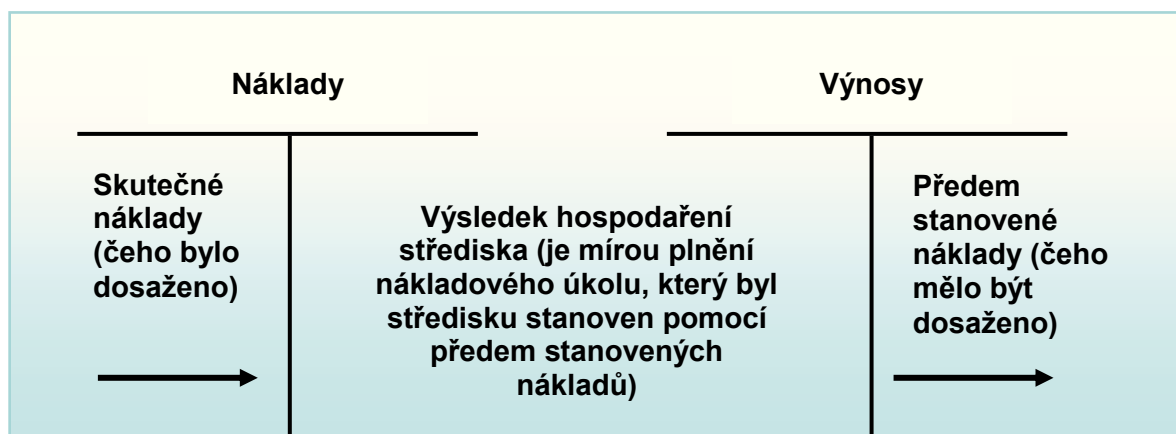 Náklady
Výnosy
Skutečné
náklady
(čeho bylo
dosaženo)
Výsledek hospodaření
střediska (je mírou plnění
nákladového úkolu, který byl
středisku stanoven pomocí
předem stanovených
nákladů)
Předem
stanovené
náklady (čeho
mělo být
dosaženo)